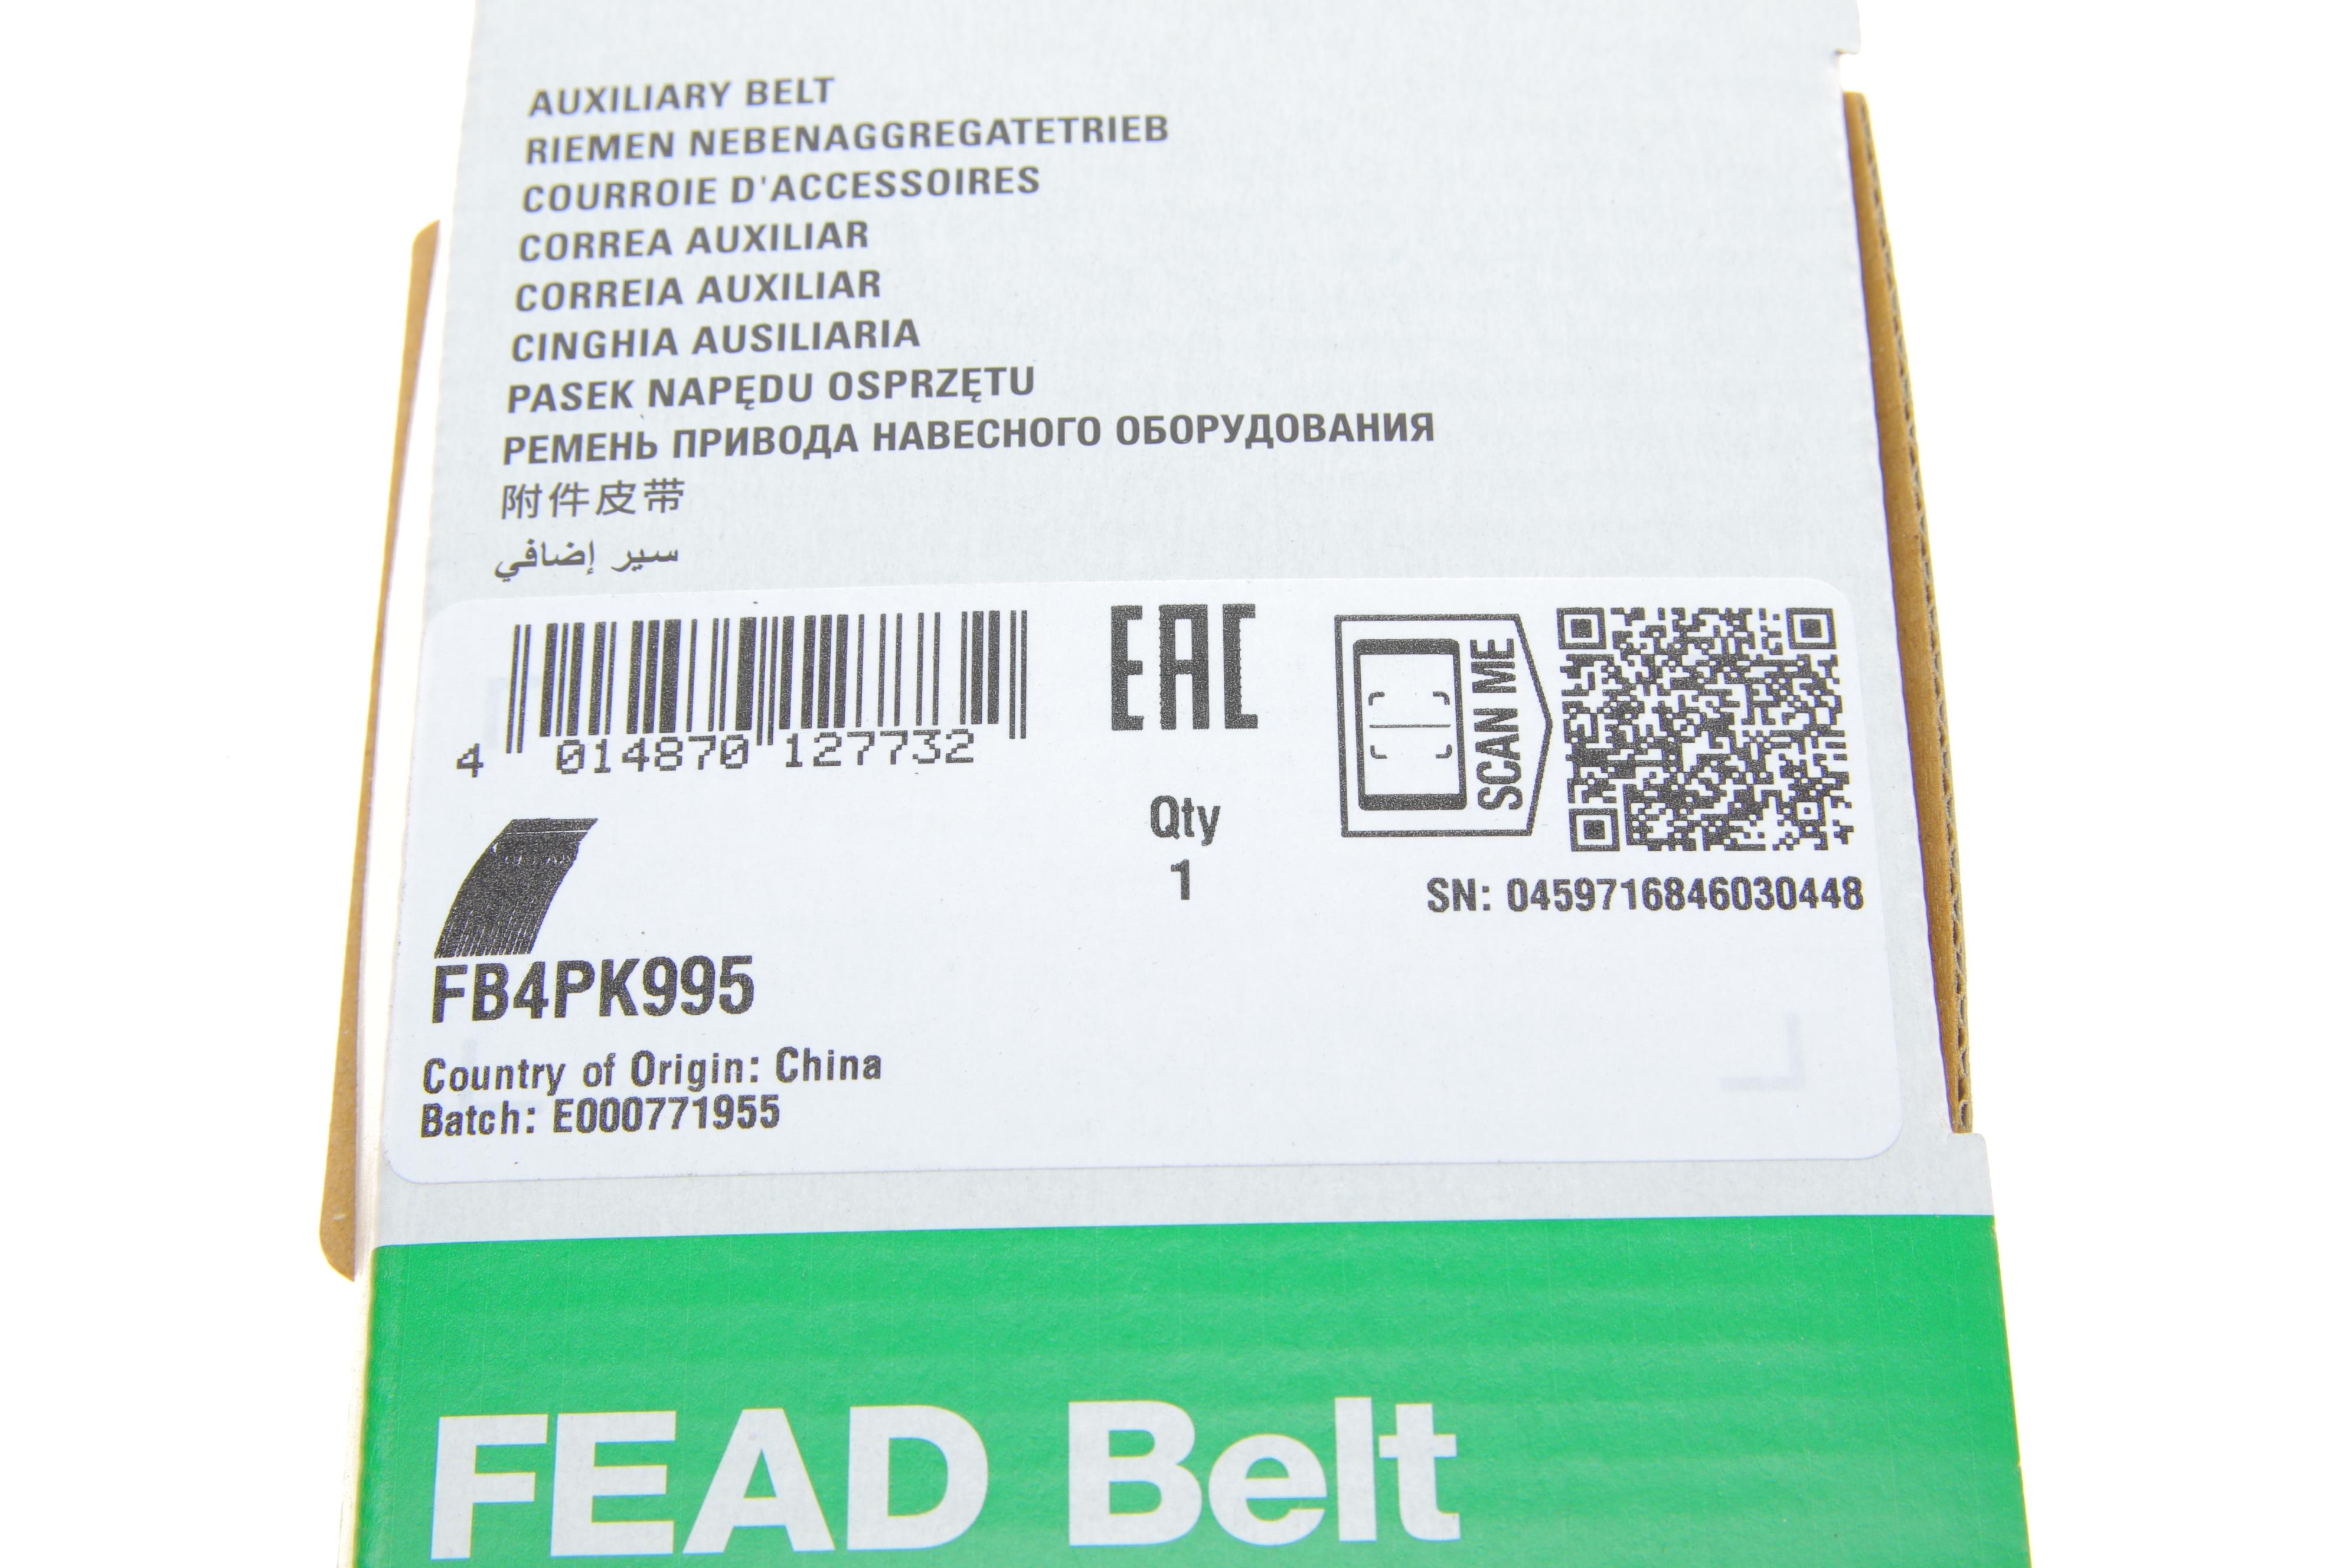 AUXILIARY BELT
RIEMEN NEBENAGGREGATETRIEB
COURROIE D'ACCESSOIRES
CORREA AUXILIAR
CORREIA AUXILIAR
CINGHIA AUSILIARIA
PASEK NAPĘDU OSPRZĘTU
РЕМЕНЬ ПРИВОДА НАВЕСНОГО ОБОРУДОВАНИЯ
附件皮带
سير إضافي
4 014870 127732
EAC
SCAN ME
Qty
1
SN: 0459716846030448
FB4PK995
Country of Origin: China
Batch: E000771955
FEAD Belt